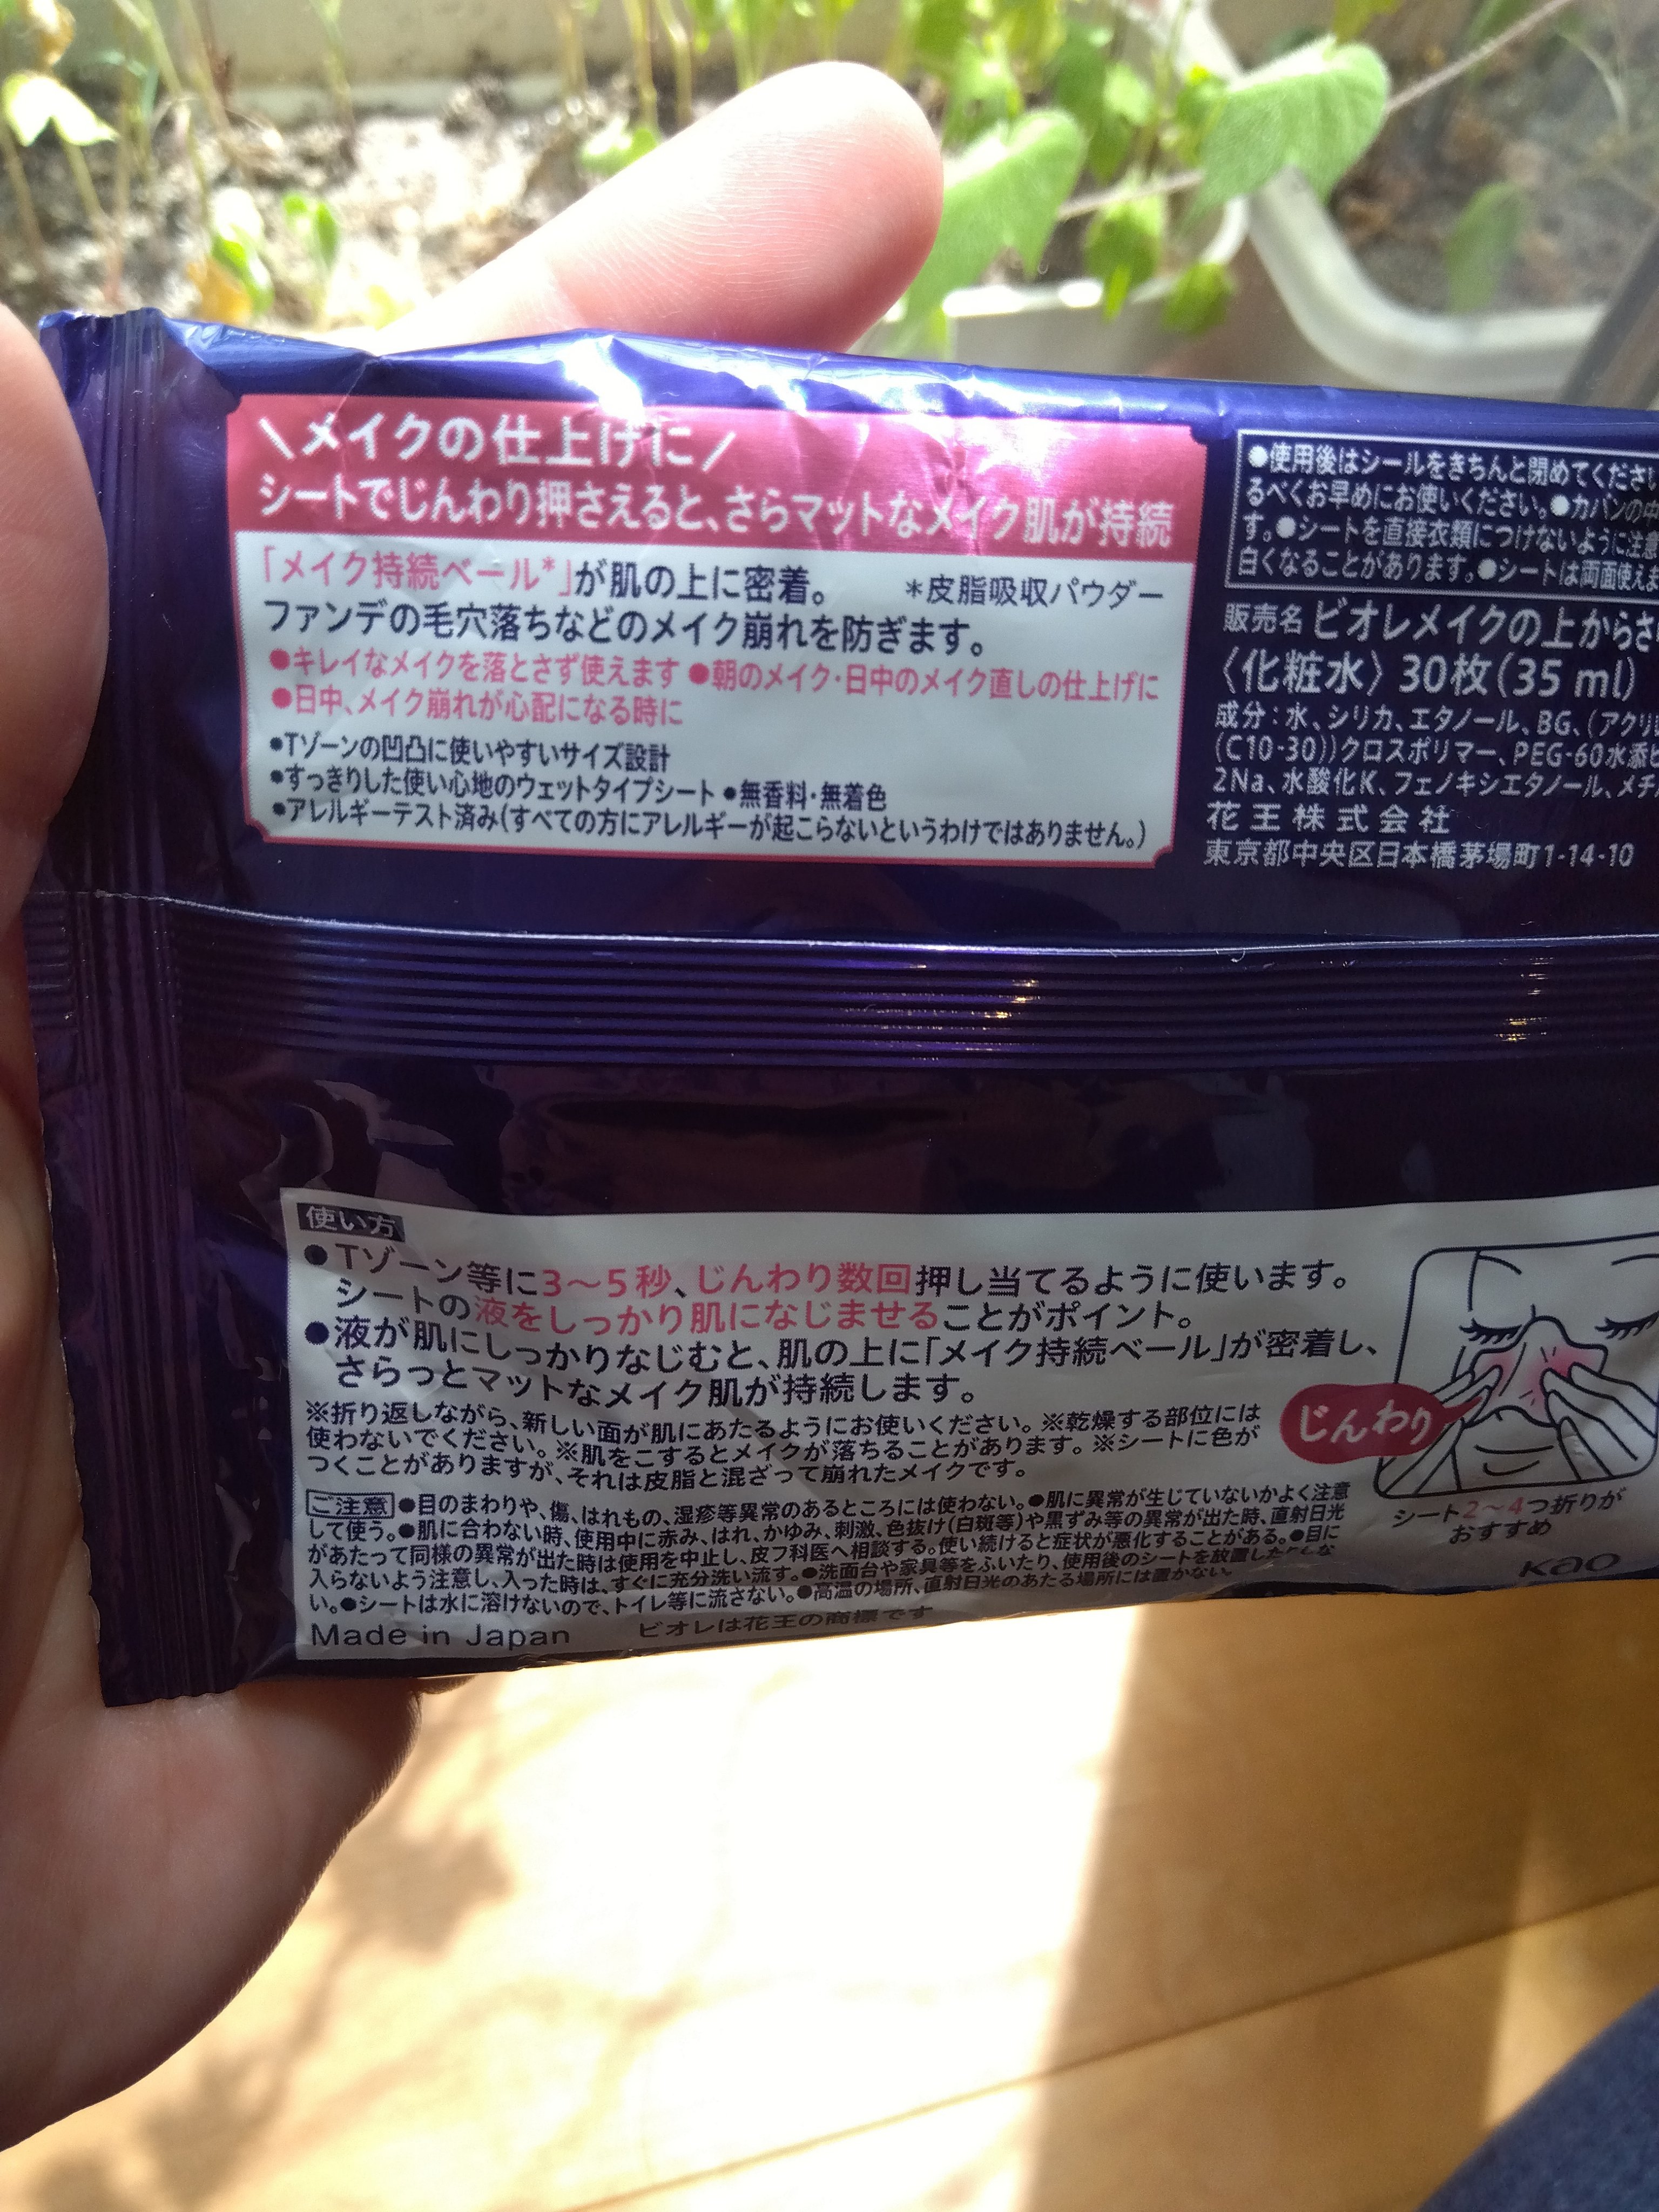 ＼メイクの仕上げに／
シートでじんわり押さえると、さらマットなメイク肌が持続
「メイク持続ベール*」が肌の上に密着。 *皮脂吸収パウダー
ファンデの毛穴落ちなどのメイク崩れを防ぎます。
●キレイなメイクを落とさず使えます ●朝のメイク・日中のメイク直しの仕上げに
●日中、メイク崩れが心配になる時に
●Tゾーンの凹凸に使いやすいサイズ設計
●すっきりした使い心地のウェットタイプシート ●無香料・無着色
●アレルギーテスト済み(すべての方にアレルギーが起こらないというわけではありません。)
●使用後はシールをきちんと閉めてくださ
るべくお早めにお使いください。●カバンの中
す。●シートを直接衣類につけないように注意
白くなることがあります。●シートは両面使えま
販売名 ビオレメイクの上からさ
〈化粧水〉30枚(35 ml)
成分：水、シリカ、エタノール、BG、(アクリ
(C10-30))クロスポリマー、PEG-60水添ヒ
2Na、水酸化K、フェノキシエタノール、メチ
花王株式会社
東京都中央区日本橋茅場町1-14-10
使い方
●Tゾーン等に3～5秒、じんわり数回押し当てるように使います。
シートの液をしっかり肌になじませることがポイント。
●液が肌にしっかりなじむと、肌の上に「メイク持続ベール」が密着し、
さらっとマットなメイク肌が持続します。
※折り返しながら、新しい面が肌にあたるようにお使いください。※乾燥する部位には
使わないでください。※肌をこするとメイクが落ちることがあります。※シートに色が
つくことがありますが、それは皮脂と混ざって崩れたメイクです。
じんわり
シート2～4つ折りが
おすすめ
ご注意 ●目のまわりや、傷、はれもの、湿疹等異常のあるところには使わない。●肌に異常が生じていないかよく注意
して使う。●肌に合わない時、使用中に赤み、はれ、かゆみ、刺激、色抜け(白斑等)や黒ずみ等の異常が出た時、直射日光
があたって同様の異常が出た時は使用を中止し、皮フ科医へ相談する。使い続けると症状が悪化することがある。●目に
入らないよう注意し、入った時は、すぐに充分洗い流す。●洗面台や家具等をふいたり、使用後のシートを放置したりしな
い。●シートは水に溶けないので、トイレ等に流さない。●高温の場所、直射日光のあたる場所には置かない。
Kao
Made in Japan ビオレは花王の商標です